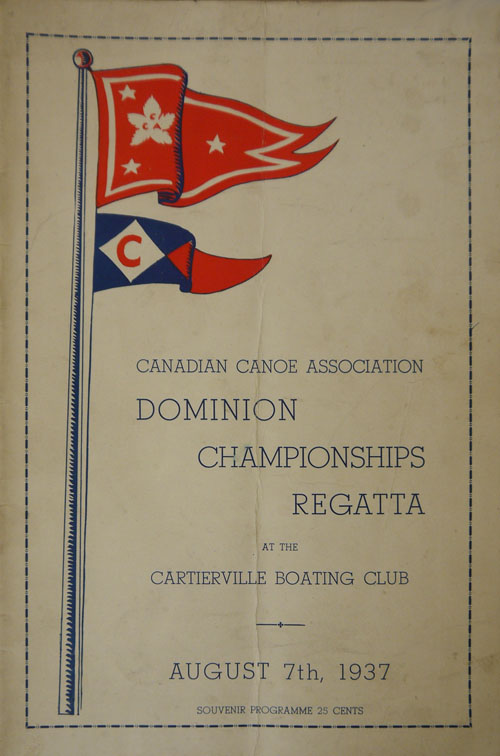 C
CANADIAN CANOE ASSOCIATION
DOMINION
CHAMPIONSHIPS
REGATTA
AT THE
CARTIERVILLE BOATING CLUB
AUGUST 7th, 1937
SOUVENIR PROGRAMME 25 CENTS